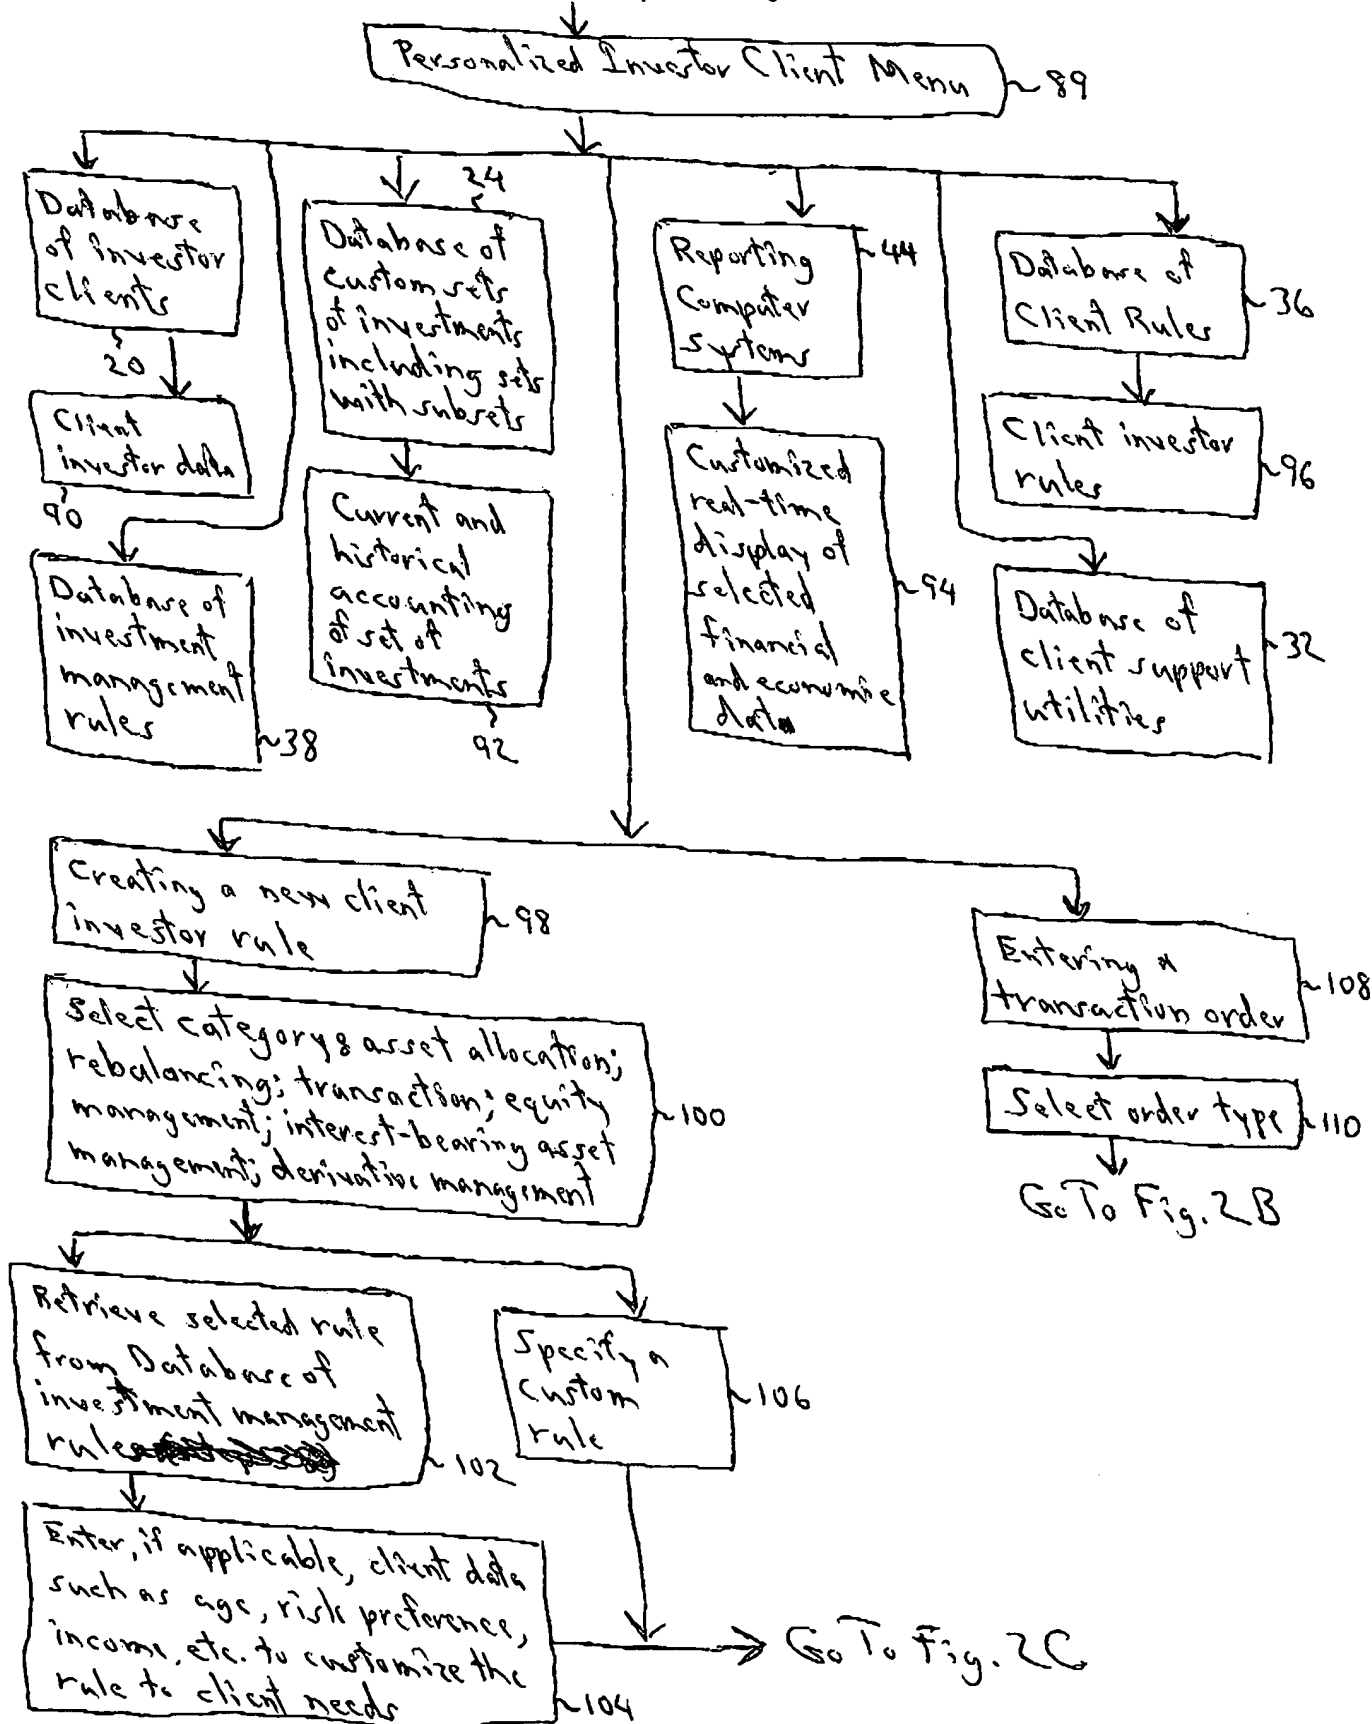 Personalized Investor Client Menu
89
Database
of investor
clients
20
Client
investor data
90
Database of
investment
management
rules
38
24
Database of
custom sets
of investments
including sets
with subsets
Current and
historical
accounting
of set of
investments
92
Reporting
Computer
systems
44
Customized
real-time
display of
selected
financial
and economic
data
94
Database of
Client Rules
36
Client investor
rules
96
Database of
client support
utilities
32
Creating a new client
investor rule
98
Select category: asset allocation;
rebalancing; transaction; equity
management; interest-bearing asset
management; derivative management
100
Retrieve selected rule
from Database of
investment management
rules
102
Enter, if applicable, client data
such as age, risk preference,
income, etc. to customize the
rule to client needs
104
Specify a
custom
rule
106
Go To Fig. 2C
Entering a
transaction order
108
Select order type
110
Go To Fig. 2B